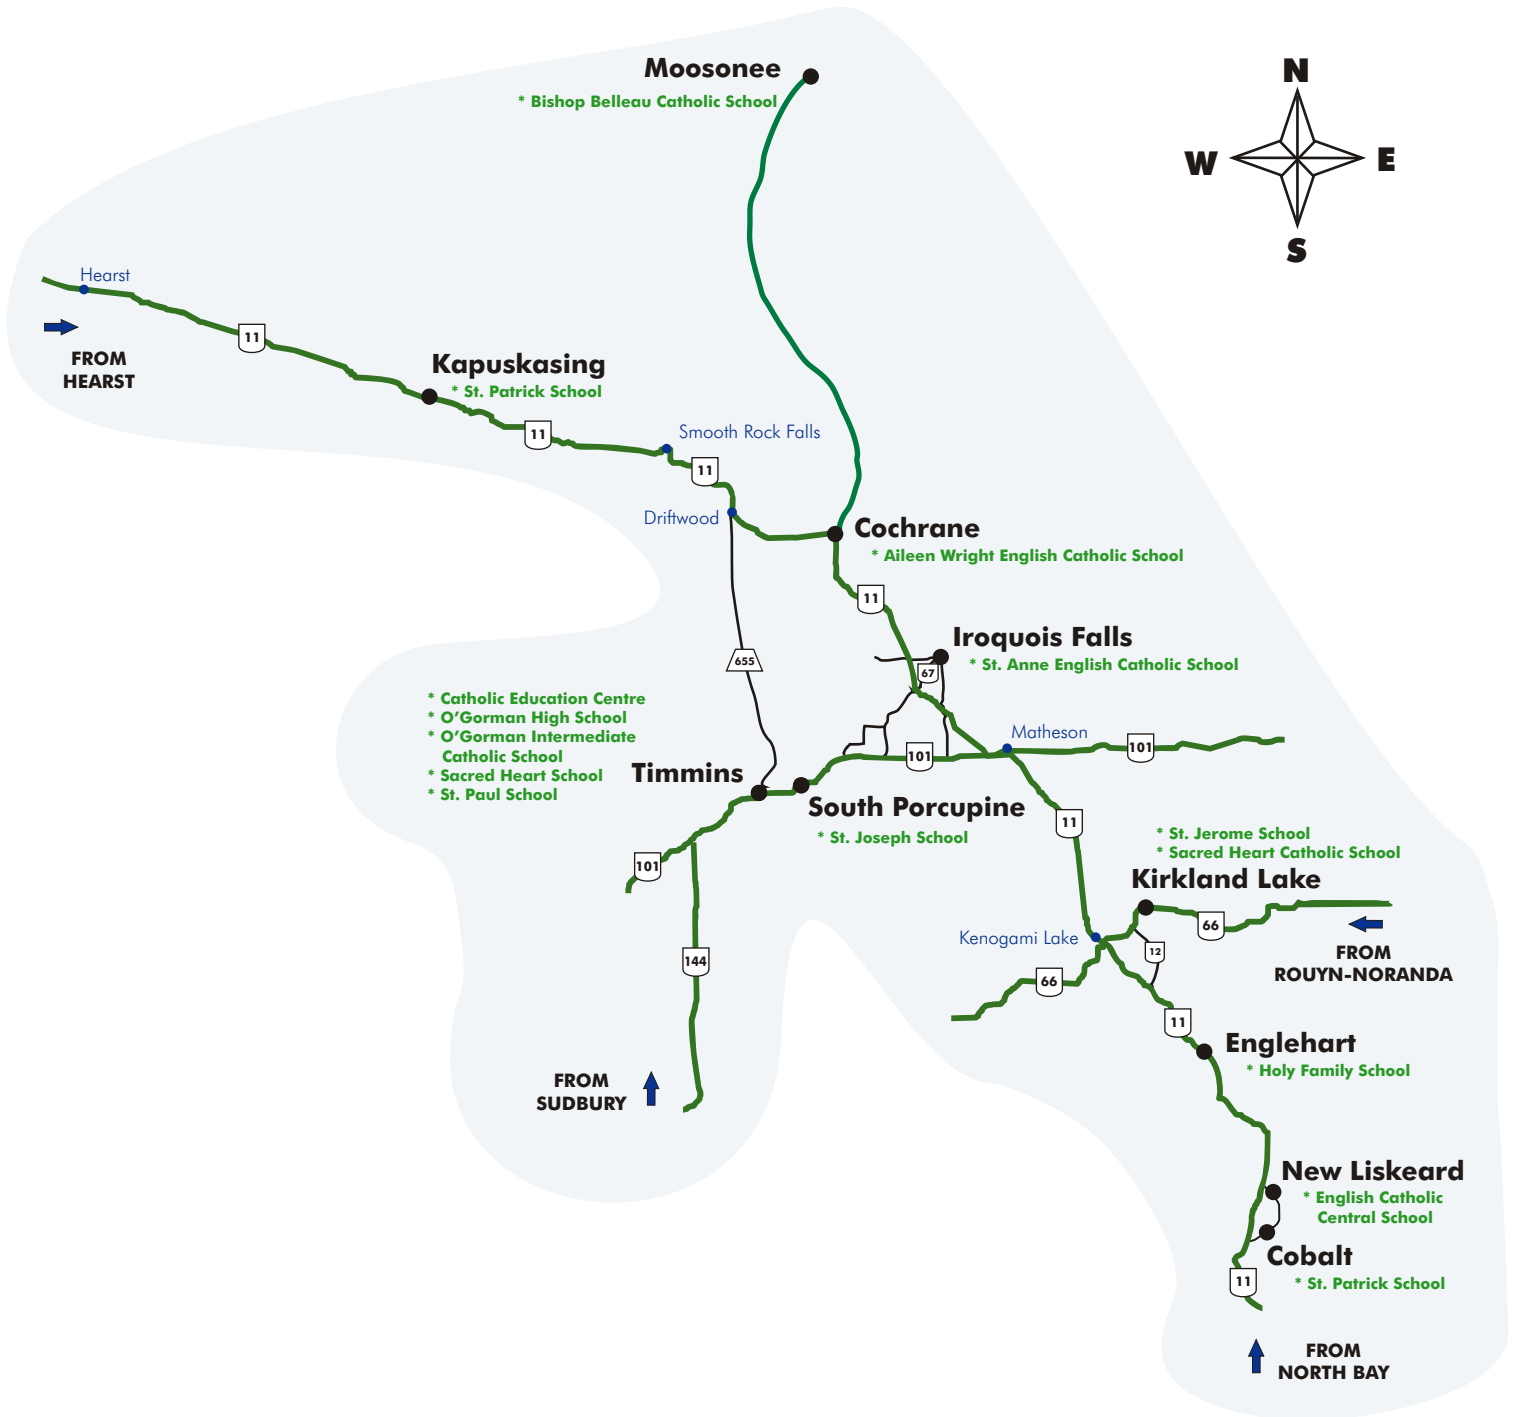 Moosonee
* Bishop Belleau Catholic School
N
W
E
S
Hearst
11
FROM
HEARST
Kapuskasing
* St. Patrick School
11
Smooth Rock Falls
11
Driftwood
Cochrane
* Aileen Wright English Catholic School
11
Iroquois Falls
* St. Anne English Catholic School
67
655
* Catholic Education Centre
* O'Gorman High School
* O'Gorman Intermediate
Catholic School
* Sacred Heart School
* St. Paul School
Timmins
Matheson
101
101
South Porcupine
* St. Joseph School
11
101
* St. Jerome School
* Sacred Heart Catholic School
Kirkland Lake
66
Kenogami Lake
12
FROM
ROUYN-NORANDA
144
66
11
Englehart
* Holy Family School
FROM
SUDBURY
New Liskeard
* English Catholic
Central School
Cobalt
* St. Patrick School
11
FROM
NORTH BAY